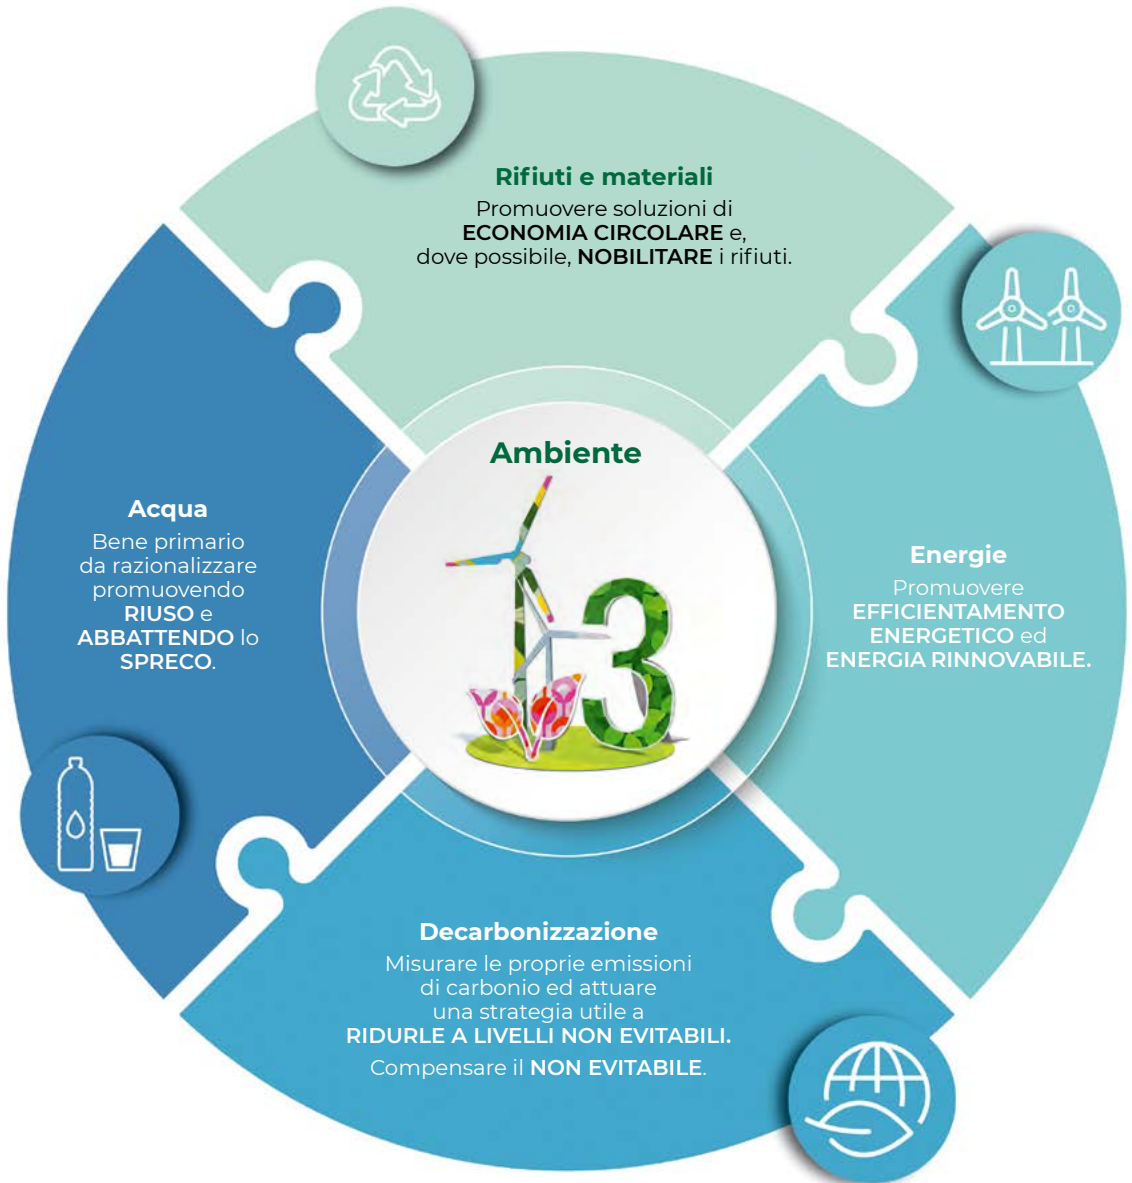 Rifiuti e materiali
Promuovere soluzioni di
ECONOMIA CIRCOLARE e,
dove possibile, NOBILITARE i rifiuti.
Ambiente
13
Acqua
Bene primario
da razionalizzare
promuovendo
RIUSO e
ABBATTENDO lo
SPRECO.
Energie
Promuovere
EFFICIENTAMENTO
ENERGETICO ed
ENERGIA RINNOVABILE.
Decarbonizzazione
Misurare le proprie emissioni
di carbonio ed attuare
una strategia utile a
RIDURLE A LIVELLI NON EVITABILI.
Compensare il NON EVITABILE.